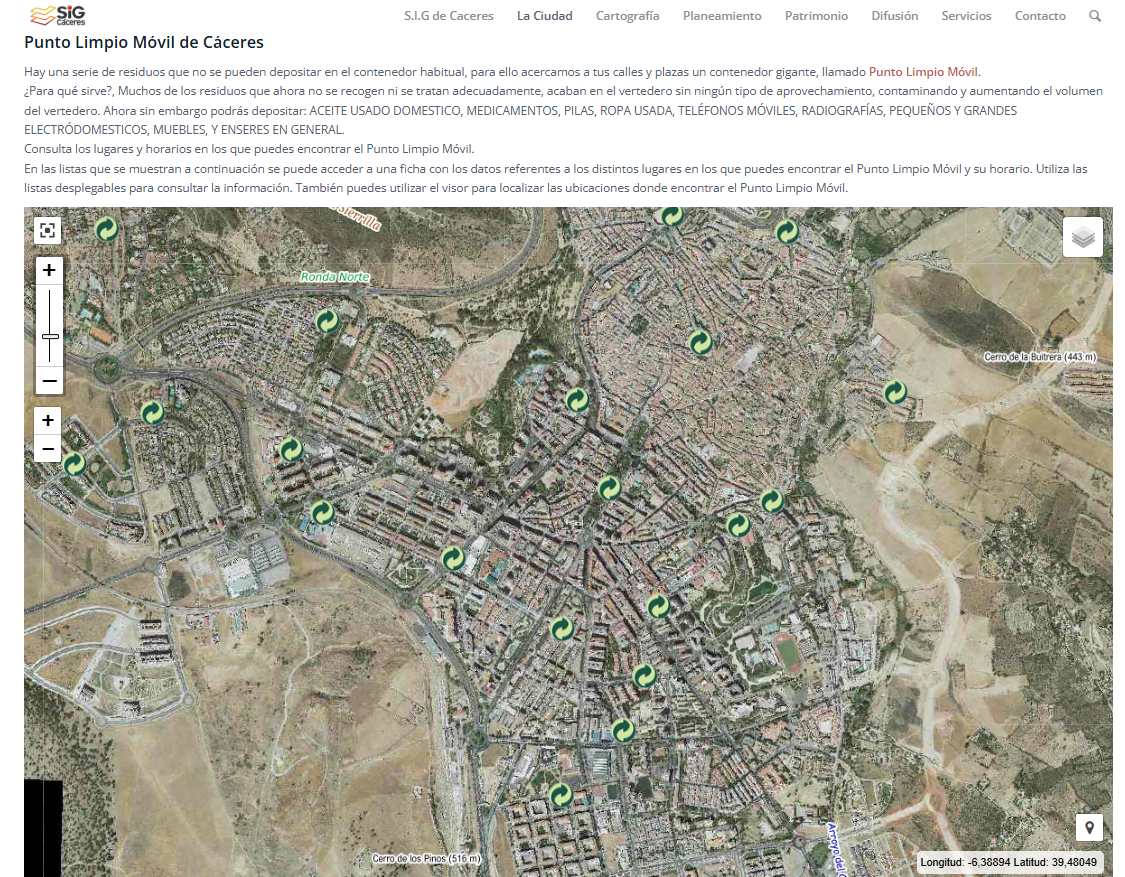 SiG
Cáceres
S.I.G de Caceres La Ciudad Cartografía Planeamiento Patrimonio Difusión Servicios Contacto
Punto Limpio Móvil de Cáceres
Hay una serie de residuos que no se pueden depositar en el contenedor habitual, para ello acercamos a tus calles y plazas un contenedor gigante, llamado Punto Limpio Móvil.
¿Para qué sirve?, Muchos de los residuos que ahora no se recogen ni se tratan adecuadamente, acaban en el vertedero sin ningún tipo de aprovechamiento, contaminando y aumentando el volumen
del vertedero. Ahora sin embargo podrás depositar: ACEITE USADO DOMESTICO, MEDICAMENTOS, PILAS, ROPA USADA, TELÉFONOS MÓVILES, RADIOGRAFÍAS, PEQUEÑOS Y GRANDES
ELECTRÓDOMESTICOS, MUEBLES, Y ENSERES EN GENERAL.
Consulta los lugares y horarios en los que puedes encontrar el Punto Limpio Móvil.
En las listas que se muestran a continuación se puede acceder a una ficha con los datos referentes a los distintos lugares en los que puedes encontrar el Punto Limpio Móvil y su horario. Utiliza las
listas desplegables para consultar la información. También puedes utilizar el visor para localizar las ubicaciones donde encontrar el Punto Limpio Móvil.
Ronda Norte
Cerro de la Buitrera (443 m)
Cerro de los Pinos (516 m)
Arroyo del
Longitud: -6,38894 Latitud: 39,48049